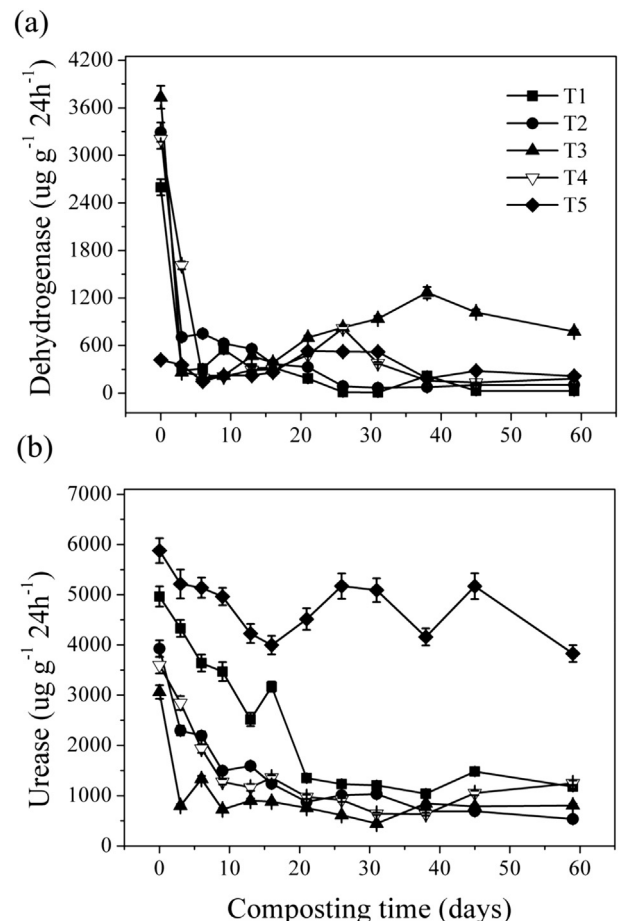 (a)
4200
3600
3000
2400
1800
1200
600
0
Dehydrogenase (ug g⁻¹ 24h⁻¹)
T1
T2
T3
T4
T5
0 10 20 30 40 50 60
(b)
7000
6000
5000
4000
3000
2000
1000
0
Urease (ug g⁻¹ 24h⁻¹)
0 10 20 30 40 50 60
Composting time (days)